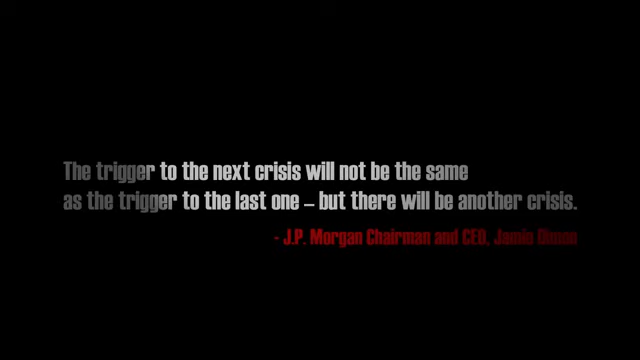 The trigger to the next crisis will not be the same
as the trigger to the last one – but there will be another crisis.
- J.P. Morgan Chairman and CEO, Jamie Dimon